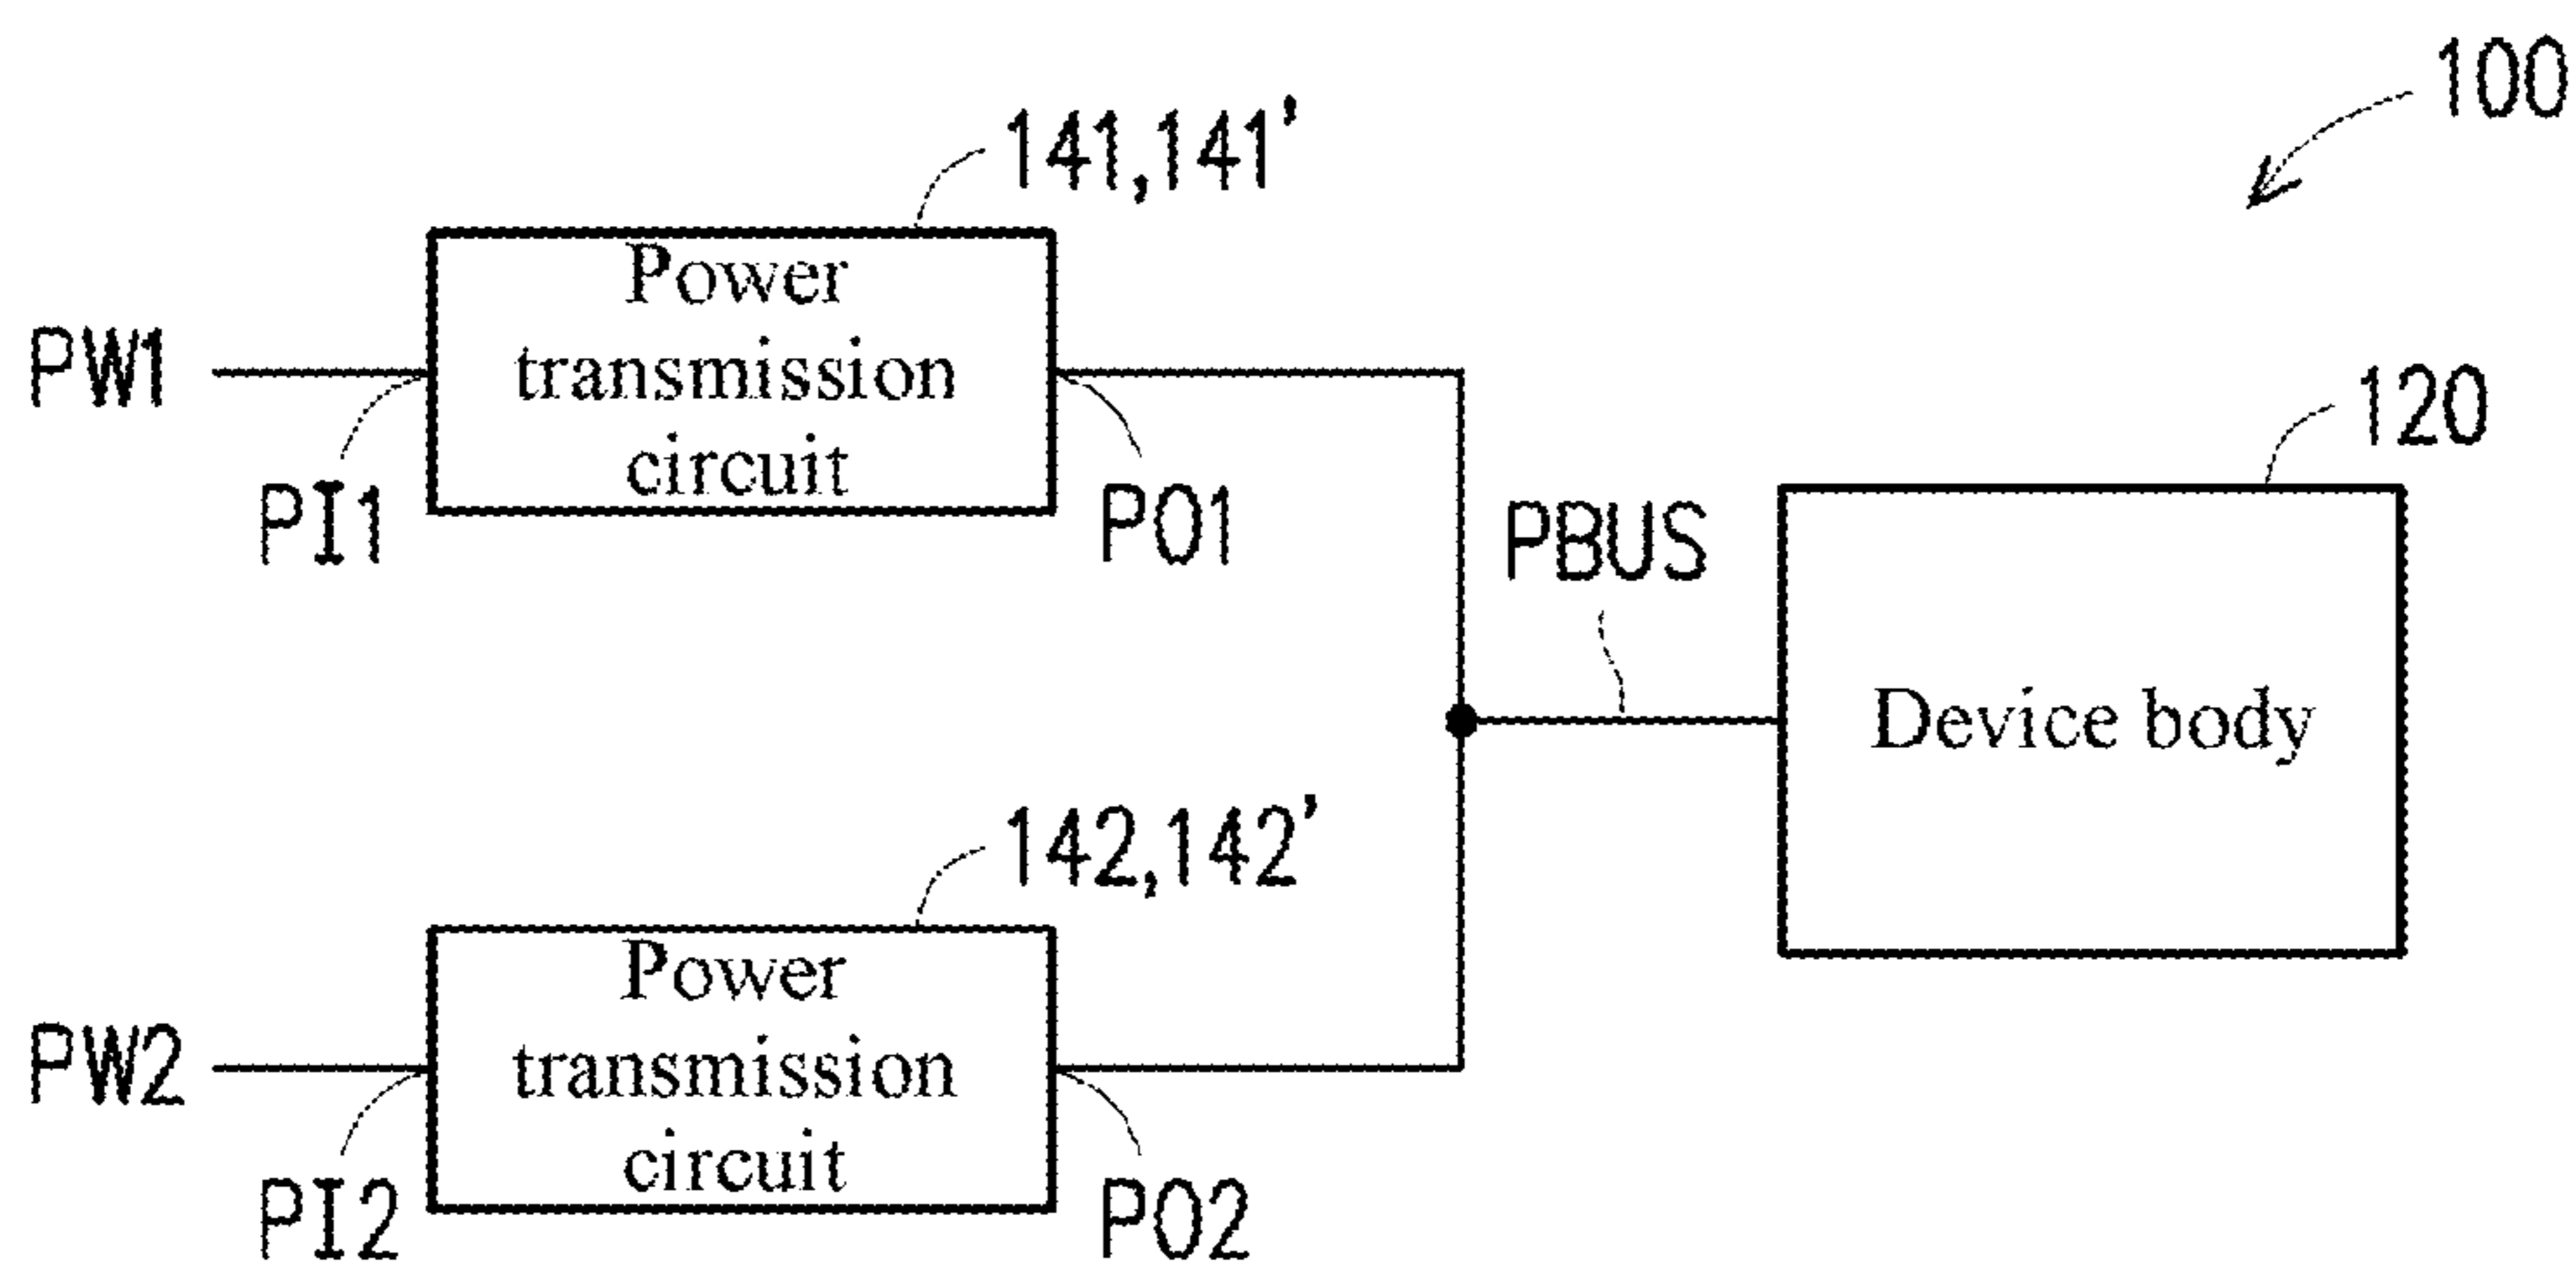 100
141,141'
Power
transmission
circuit
PW1
PI1
PO1
120
PBUS
Device body
142,142'
Power
transmission
circuit
PW2
PI2
PO2